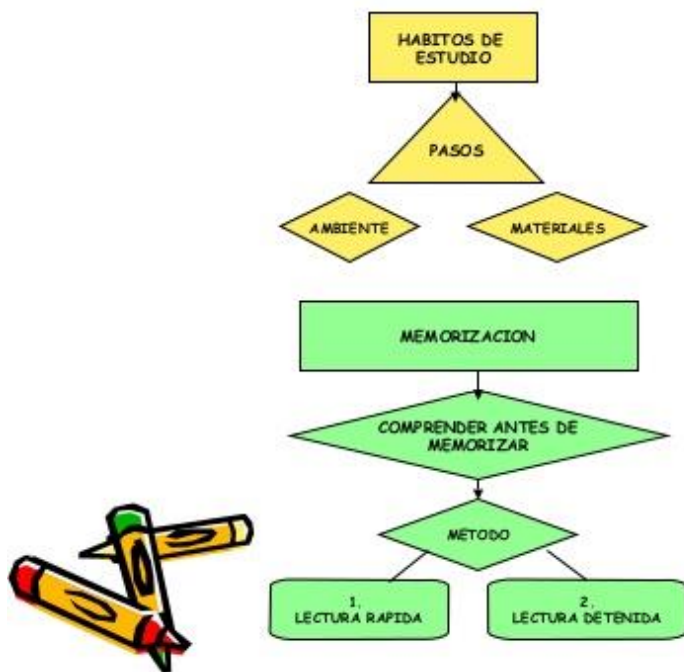 HABITOS DE
ESTUDIO
PASOS
AMBIENTE
MATERIALES
MEMORIZACION
COMPRENDER ANTES DE
MEMORIZAR
METODO
1.
LECTURA RAPIDA
2.
LECTURA DETENIDA